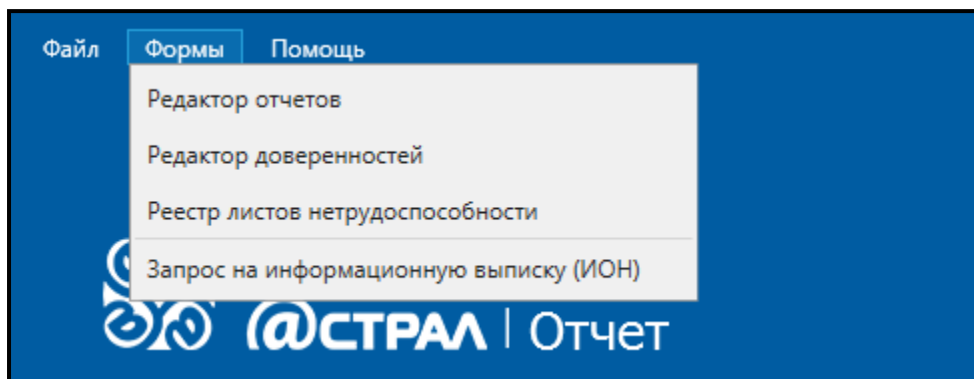 Файл Формы Помощь
Редактор отчетов
Редактор доверенностей
Реестр листов нетрудоспособности
Запрос на информационную выписку (ИОН)
@СТРАЛ | Отчет